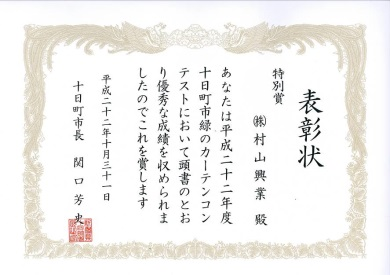 表彰状
特別賞
㈱村山興業 殿
あなたは平成二十二年度
十日町市緑のカーテンコン
テストにおいて頭書のとお
り優秀な成績を収められま
したのでこれを賞します
平成二十二年十月三十一日
十日町市長 関口芳史